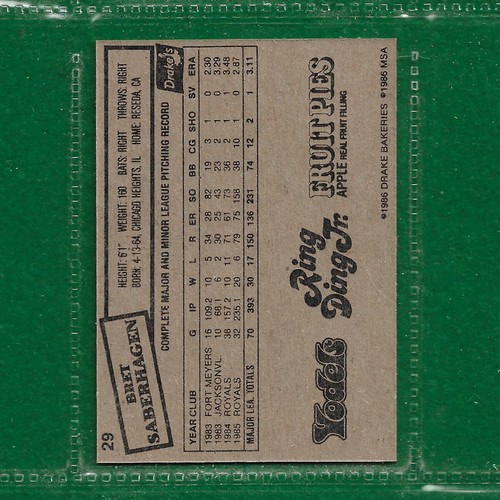 29
BRET
SABERHAGEN
HEIGHT: 6'1" WEIGHT: 160 BATS: RIGHT THROWS: RIGHT
BORN: 4-13-64, CHICAGO HEIGHTS, IL HOME: RESEDA, CA
Drake's
COMPLETE MAJOR AND MINOR LEAGUE PITCHING RECORD
YEAR CLUB G IP W L R ER SO BB CG SHO SV ERA
1983 FORT MEYERS 16 109.2 10 5 34 28 82 19 3 2 0 2.30
1983 JACKSONVL. 10 68.1 6 2 30 25 43 23 1 1 0 3.29
1984 ROYALS 38 157.2 10 11 71 61 73 36 2 1 1 3.48
1985 ROYALS 32 235.1 20 6 79 75 158 38 10 1 0 2.87
MAJOR LEA. TOTALS 70 393 30 17 150 136 231 74 12 2 1 3.11
Yodels
Ring Ding Jr.
FRUIT PIES
APPLE REAL FRUIT FILLING
©1986 DRAKE BAKERIES ©1986 MSA